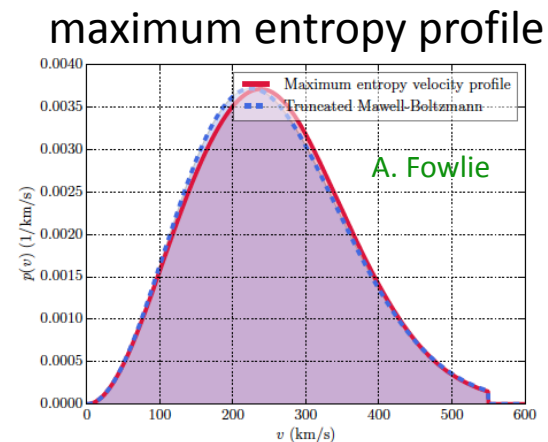 maximum entropy profile
0.0040
Maximum entropy velocity profile
0.0035
Truncated Mawell-Boltzmann
0.0030
A. Fowlie
0.0025
0.0020
p(v) (1/km/s)
0.0015
0.0010
0.0005
0.0000
0 100 200 300 400 500 600
v (km/s)